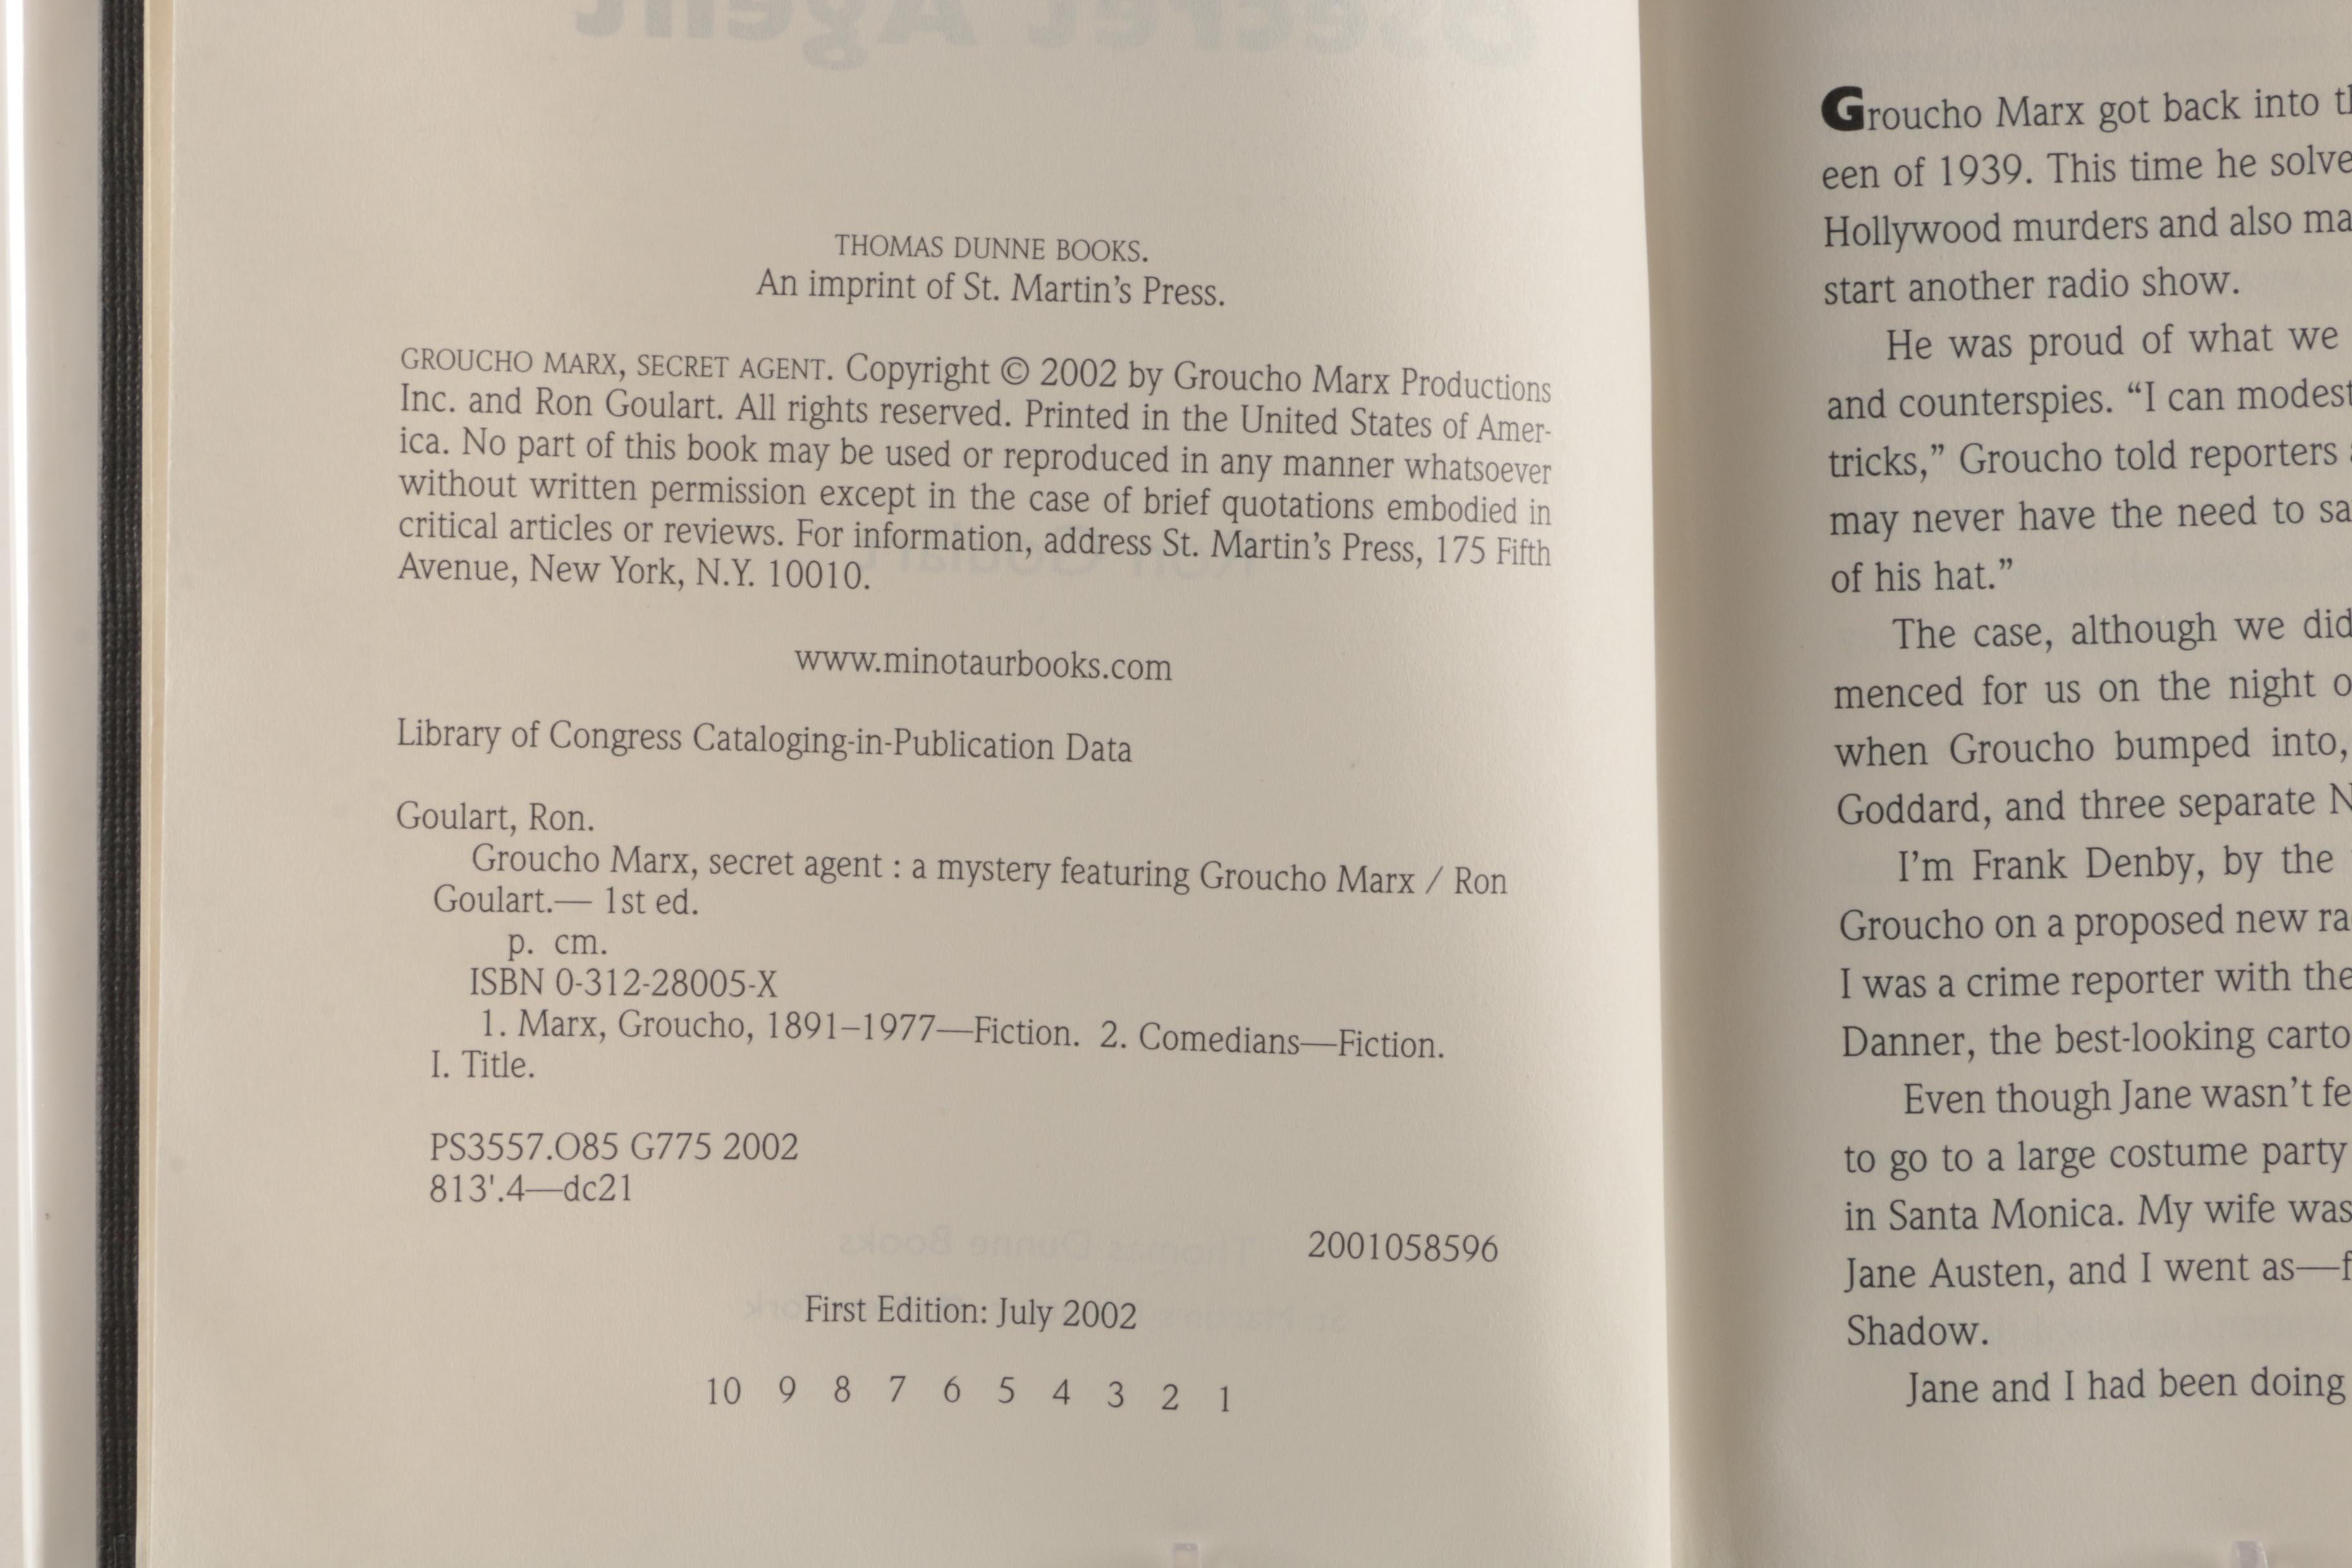 THOMAS DUNNE BOOKS.
An imprint of St. Martin's Press.
GROUCHO MARX, SECRET AGENT. Copyright © 2002 by Groucho Marx Productions
Inc. and Ron Goulart. All rights reserved. Printed in the United States of Amer-
ica. No part of this book may be used or reproduced in any manner whatsoever
without written permission except in the case of brief quotations embodied in
critical articles or reviews. For information, address St. Martin's Press, 175 Fifth
Avenue, New York, N.Y. 10010.
www.minotaurbooks.com
Library of Congress Cataloging-in-Publication Data
Goulart, Ron.
Groucho Marx, secret agent : a mystery featuring Groucho Marx / Ron
Goulart.— 1st ed.
p. cm.
ISBN 0-312-28005-X
1. Marx, Groucho, 1891–1977—Fiction. 2. Comedians—Fiction.
I. Title.
PS3557.O85 G775 2002
813'.4—dc21
2001058596
First Edition: July 2002
10 9 8 7 6 5 4 3 2 1
Groucho Marx got back into
een of 1939. This time he
Hollywood murders and also
start another radio show.
He was proud of what we
and counterspies. “I can
tricks,” Groucho told reporters
may never have the need to
of his hat.”
The case, although we did
menced for us on the night
when Groucho bumped into,
Goddard, and three separate
I’m Frank Denby, by the
Groucho on a proposed new
I was a crime reporter with the
Danner, the best-looking
Even though Jane wasn’t
to go to a large costume party
in Santa Monica. My wife was
Jane Austen, and I went as—
Shadow.
Jane and I had been doing